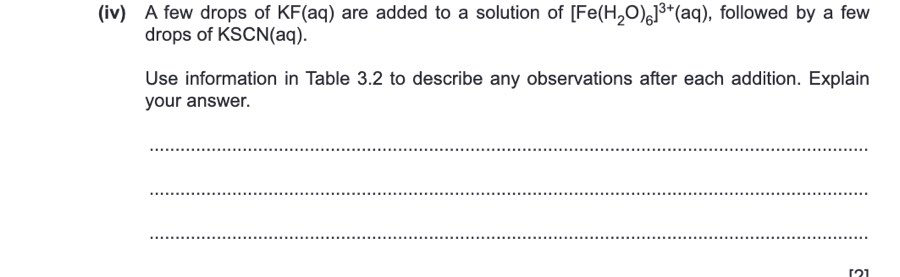 (iv) A few drops of KF(aq) are added to a solution of [Fe(H₂O)₆]³⁺(aq), followed by a few
drops of KSCN(aq).
Use information in Table 3.2 to describe any observations after each addition. Explain
your answer.